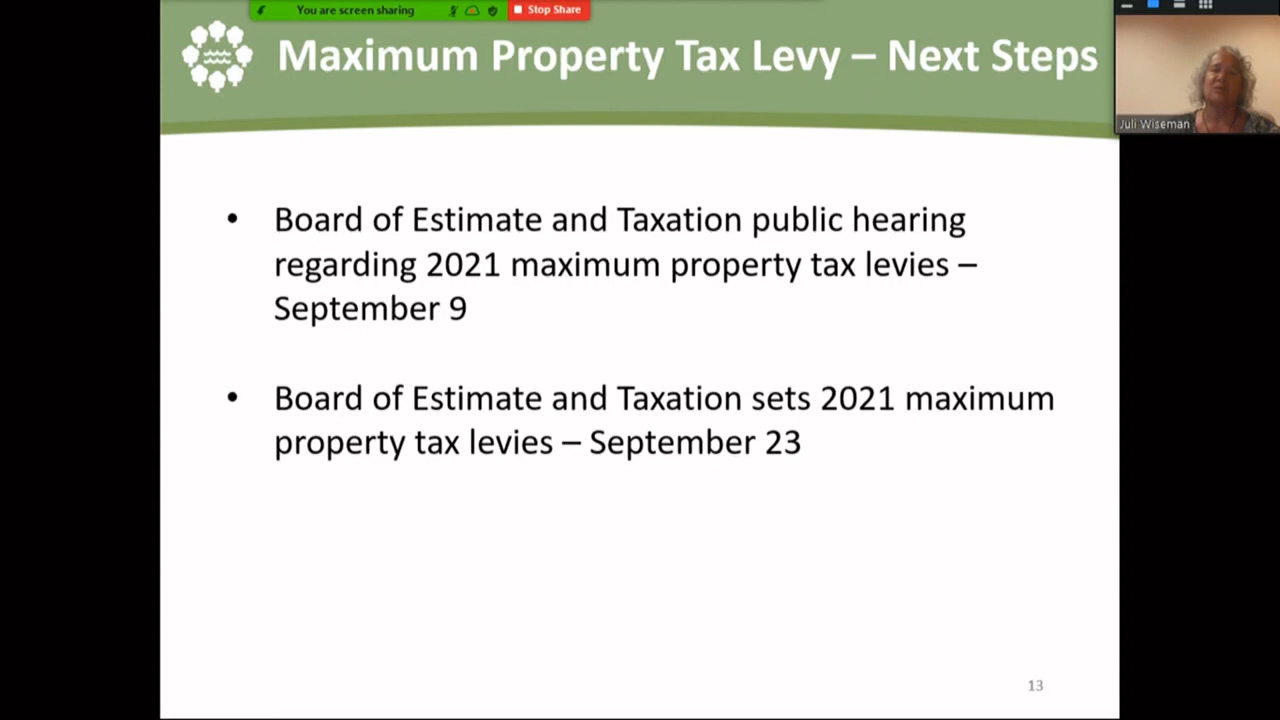 You are screen sharing
Stop Share
Maximum Property Tax Levy – Next Steps
Juli Wiseman
• Board of Estimate and Taxation public hearing
regarding 2021 maximum property tax levies –
September 9
• Board of Estimate and Taxation sets 2021 maximum
property tax levies – September 23
13